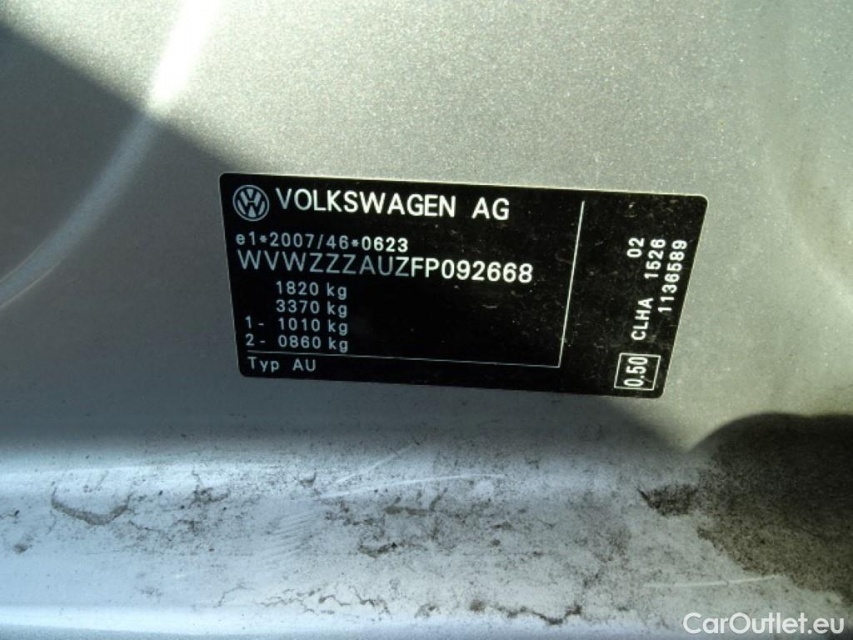 VOLKSWAGEN AG
e1*2007/46*0623
WVWZZZAUZFP092668
1820 kg
3370 kg
1- 1010 kg
2- 0860 kg
Typ AU
02
CLHA 1526
1136589
0.50
CarOutlet.eu